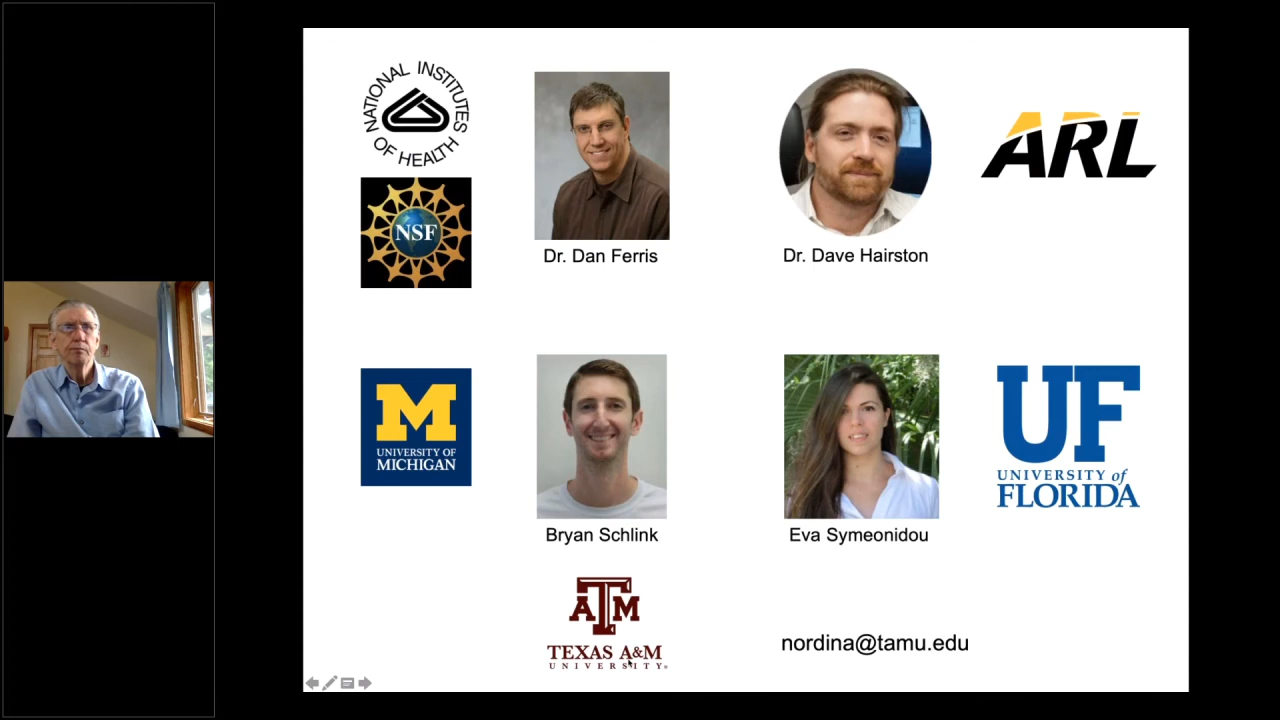 NATIONAL INSTITUTES
OF HEALTH
NSF
Dr. Dan Ferris
Dr. Dave Hairston
ARL
M
UNIVERSITY OF
MICHIGAN
Bryan Schlink
Eva Symeonidou
UF
UNIVERSITY of
FLORIDA
ATM
TEXAS A&M
UNIVERSITY®
nordina@tamu.edu